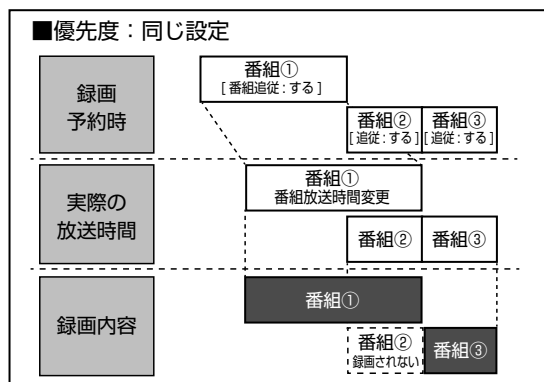 ■優先度:同じ設定
録画
予約時
番組①
[ 番組追従:する ]
番組②
[ 追従:する ]
番組③
[ 追従:する ]
実際の
放送時間
番組①
番組放送時間変更
番組②
番組③
録画内容
番組①
番組②
録画されない
番組③